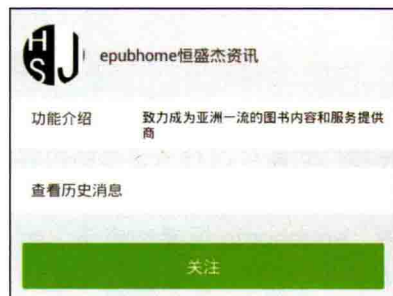 HSJ
epubhome恒盛杰资讯
功能介绍
致力成为亚洲一流的图书内容和服务提供
商
查看历史消息
关注